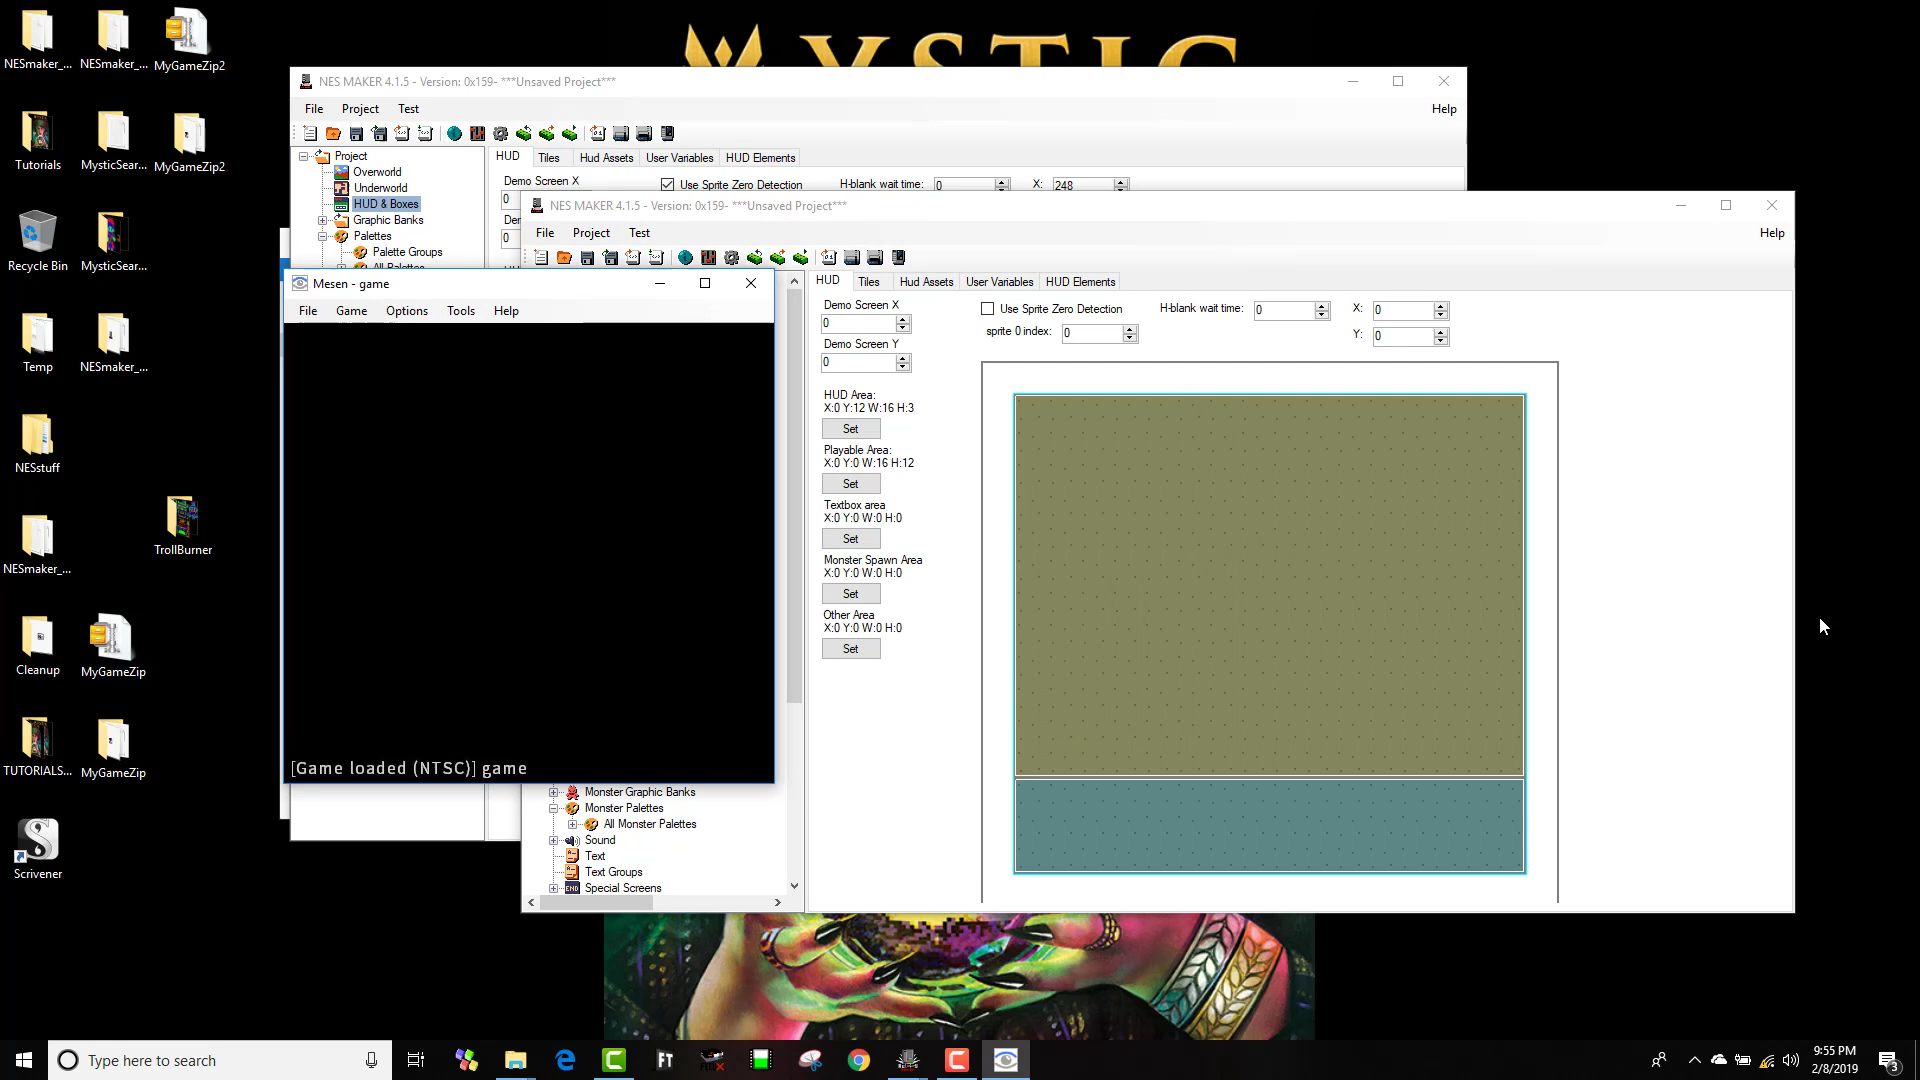 MYSTIC
NESmaker_...
NESmaker_...
MyGameZip2
Tutorials
MysticSear...
MyGameZip2
Recycle Bin
MysticSear...
Temp
NESmaker_...
NESstuff
TrollBurner
NESmaker_...
Cleanup
MyGameZip
TUTORIALS...
MyGameZip
Scrivener
NES MAKER 4.1.5 - Version: 0x159- ***Unsaved Project***
File Project Test Help
Project
Overworld
Underworld
HUD & Boxes
Graphic Banks
Palettes
Palette Groups
HUD Tiles Hud Assets User Variables HUD Elements
Demo Screen X
0
0
Use Sprite Zero Detection H-blank wait time: 0 X: 248
NES MAKER 4.1.5 - Version: 0x159- ***Unsaved Project***
File Project Test Help
HUD Tiles Hud Assets User Variables HUD Elements
Demo Screen X
0
Demo Screen Y
0
Use Sprite Zero Detection H-blank wait time: 0 X: 0
sprite 0 index: 0 Y: 0
HUD Area:
X:0 Y:12 W:16 H:3
Set
Playable Area:
X:0 Y:0 W:16 H:12
Set
Textbox area
X:0 Y:0 W:0 H:0
Set
Monster Spawn Area
X:0 Y:0 W:0 H:0
Set
Other Area
X:0 Y:0 W:0 H:0
Set
Mesen - game
File Game Options Tools Help
[Game loaded (NTSC)] game
Monster Graphic Banks
Monster Palettes
All Monster Palettes
Sound
Text
Text Groups
END Special Screens
Type here to search
FT
9:55 PM
2/8/2019
3